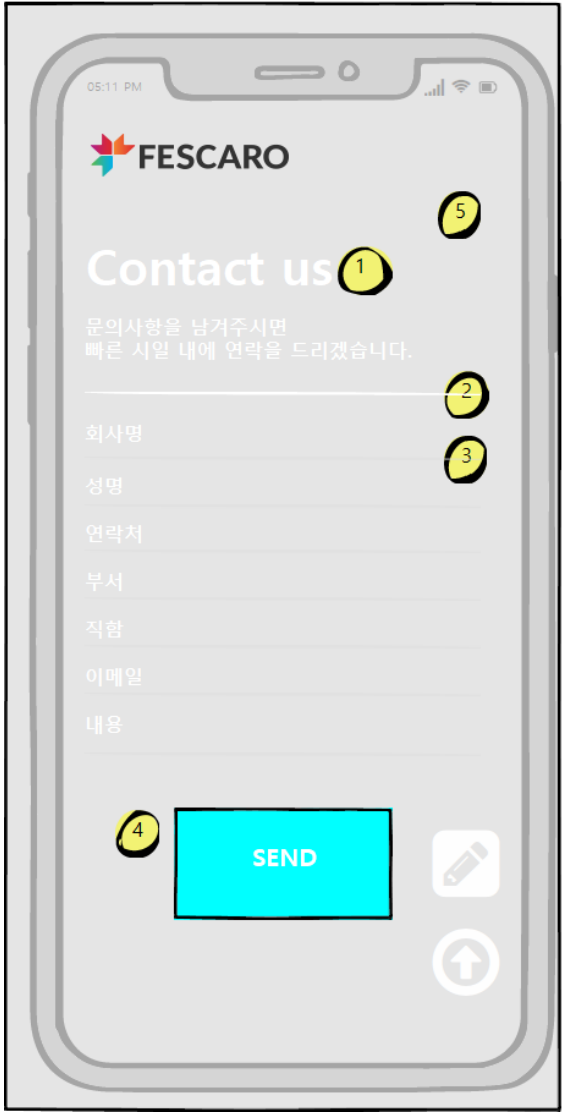 05:11 PM
FESCARO
5
Contact us
1
문의사항을 남겨주시면
빠른 시일 내에 연락을 드리겠습니다.
2
회사명
3
성명
연락처
부서
직함
이메일
내용
4
SEND